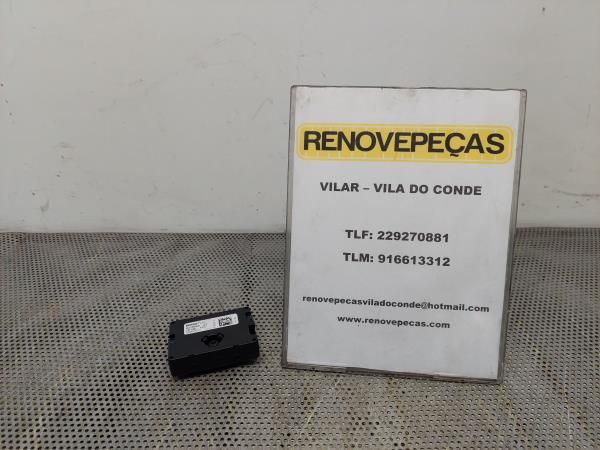 RENOVEPEÇAS
VILAR – VILA DO CONDE
TLF: 229270881
TLM: 916613312
renovepecasviladoconde@hotmail.com
www.renovepecas.com